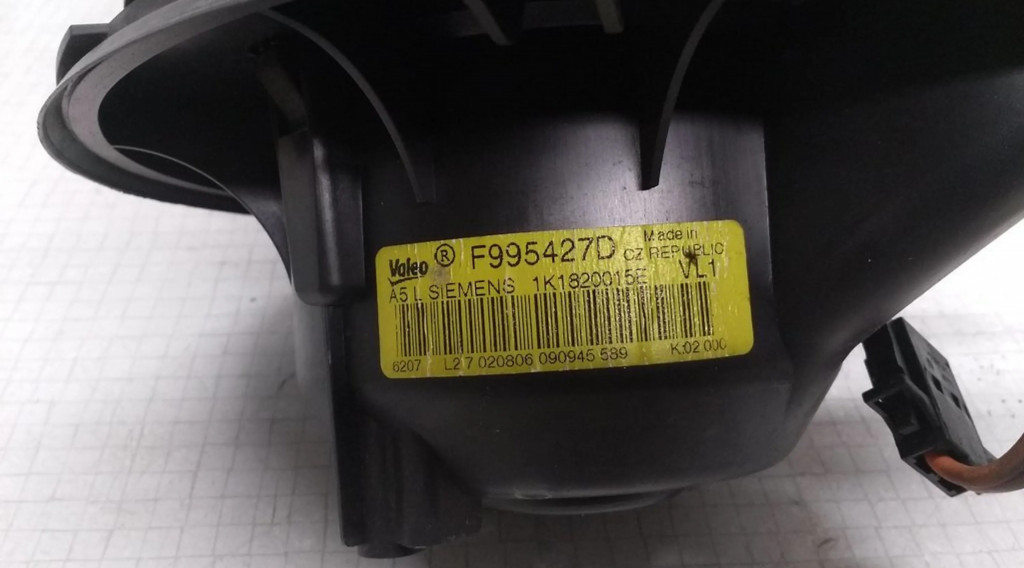 Valeo ® F995427D Made in
CZ REPUBLIC
A5 L SIEMENS 1K1820015E VL1
6207 L2 7 020806 090945 589 K:02 000